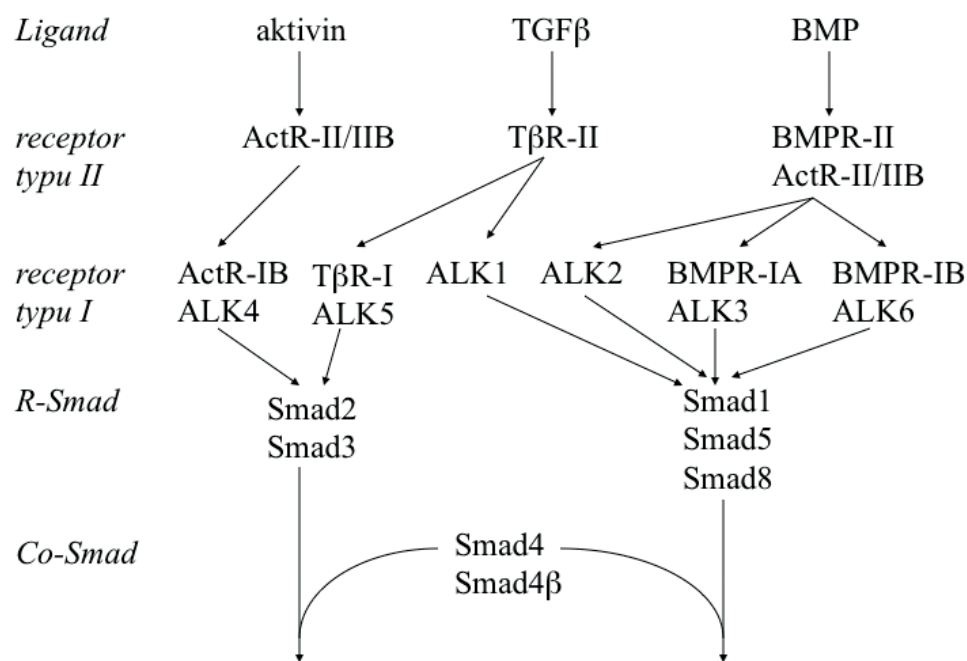 Ligand aktivin TGFβ BMP
receptor ActR-II/IIB TβR-II BMPR-II
typu II ActR-II/IIB
receptor ActR-IB TβR-I ALK1 ALK2 BMPR-IA BMPR-IB
typu I ALK4 ALK5 ALK3 ALK6
R-Smad Smad2 Smad1
Smad3 Smad5
Smad8
Co-Smad Smad4
Smad4β